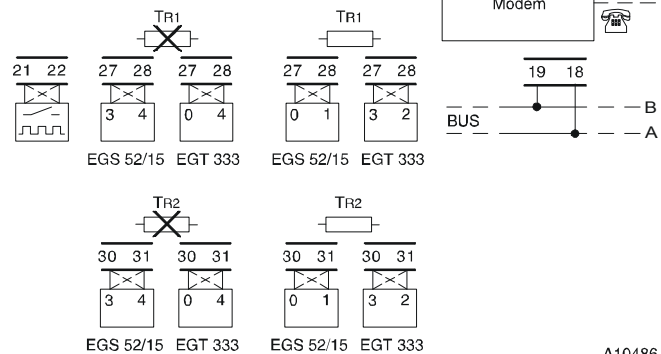 Modem
TR1 TR1
21 22 27 28 27 28 27 28 27 28 19 18
3 4 0 4 0 1 3 2
B
BUS
A
EGS 52/15 EGT 333 EGS 52/15 EGT 333
TR2 TR2
30 31 30 31 30 31 30 31
3 4 0 4 0 1 3 2
EGS 52/15 EGT 333 EGS 52/15 EGT 333
A10486